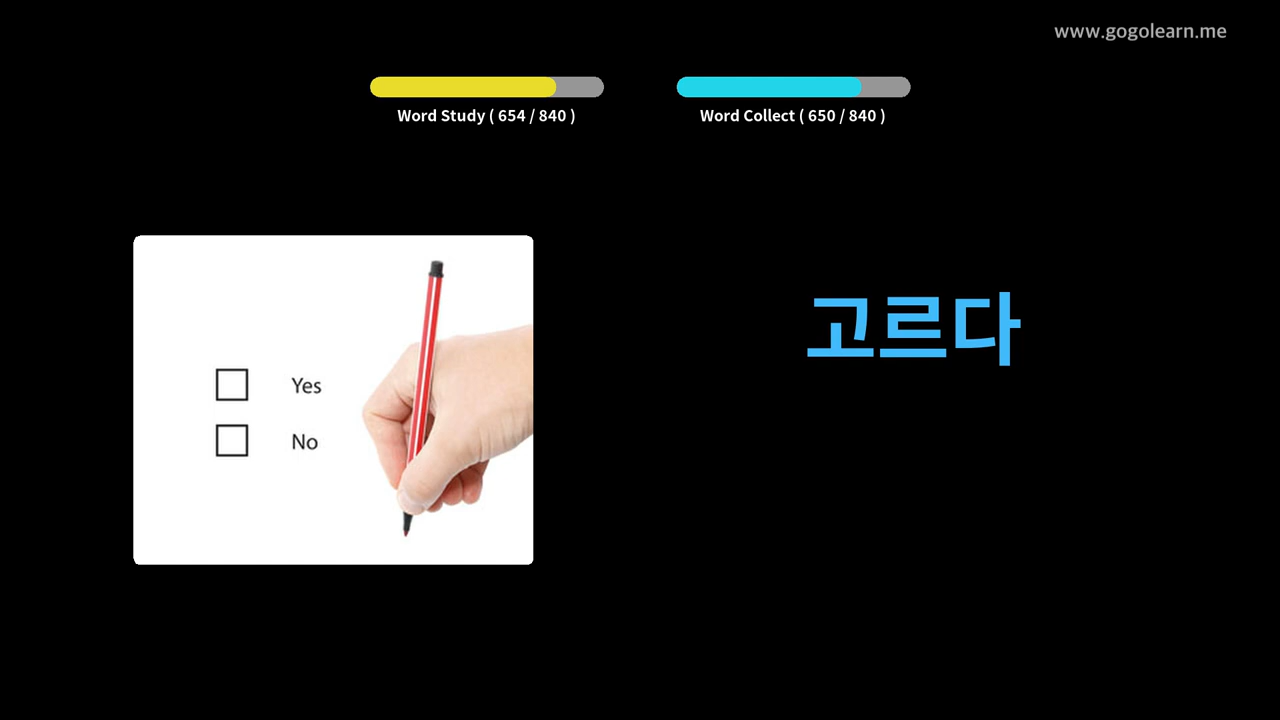 www.gogolearn.me
Word Study ( 654 / 840 )
Word Collect ( 650 / 840 )
고르다
Yes
No